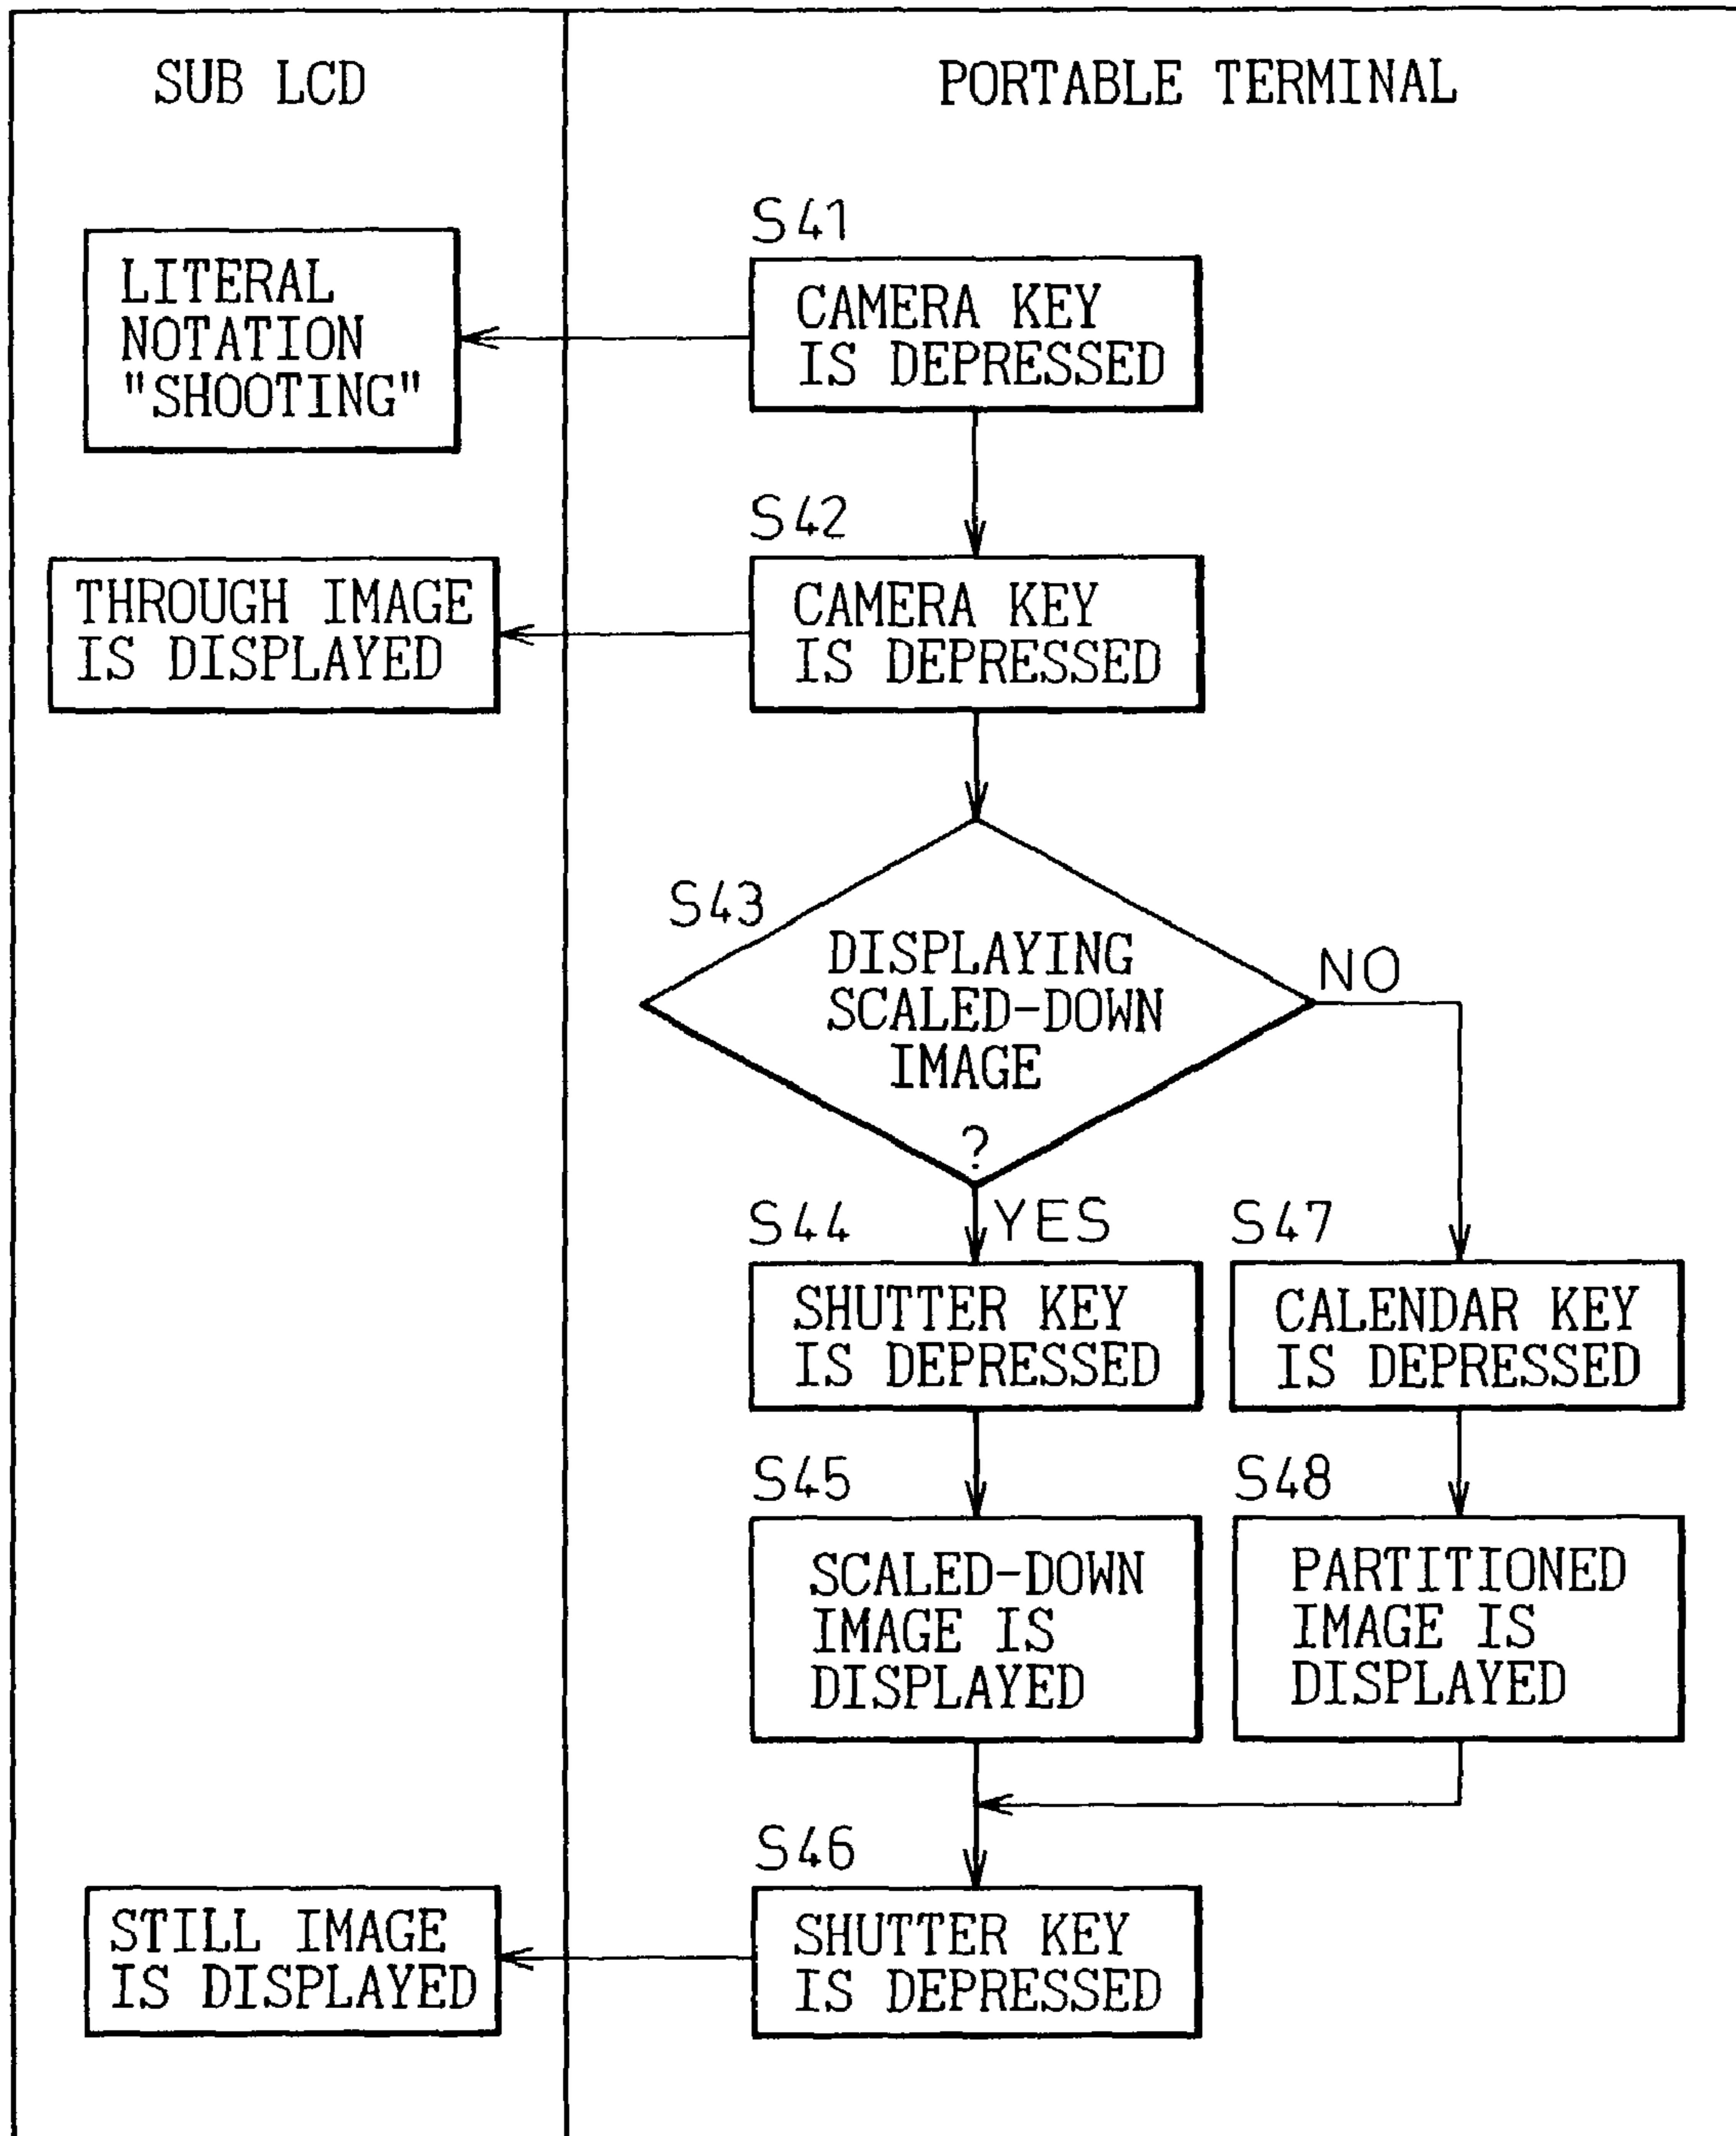 SUB LCD
PORTABLE TERMINAL
S41
LITERAL
NOTATION
"SHOOTING"
CAMERA KEY
IS DEPRESSED
S42
THROUGH IMAGE
IS DISPLAYED
CAMERA KEY
IS DEPRESSED
S43
DISPLAYING
SCALED-DOWN
IMAGE
?
NO
YES
S44
SHUTTER KEY
IS DEPRESSED
S47
CALENDAR KEY
IS DEPRESSED
S45
SCALED-DOWN
IMAGE IS
DISPLAYED
S48
PARTITIONED
IMAGE IS
DISPLAYED
S46
STILL IMAGE
IS DISPLAYED
SHUTTER KEY
IS DEPRESSED